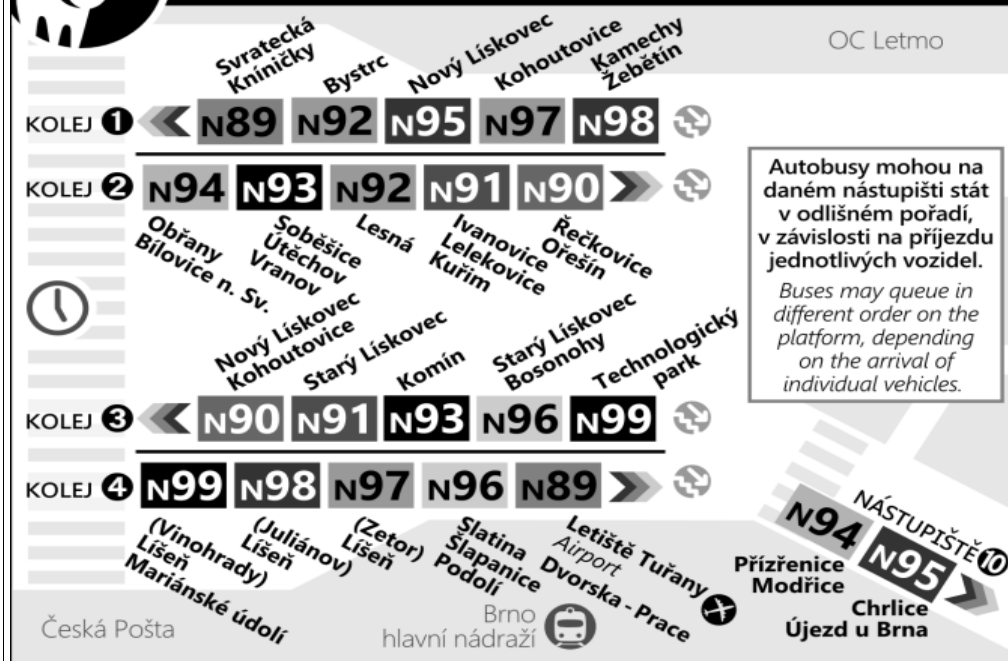 OC Letmo
Svratecká
Kníničky
Bystrc
Nový Lískovec
Kohoutovice
Kamechy
Žebětín
KOLEJ 1 N89 N92 N95 N97 N98
KOLEJ 2 N94 N93 N92 N91 N90
Obřany
Bílovice n. Sv.
Soběšice
Útěchov
Vranov
Lesná
Ivanovice
Lelekovice
Kuřim
Řečkovice
Ořešín
Autobusy mohou na
daném nástupišti stát
v odlišném pořadí,
v závislosti na příjezdu
jednotlivých vozidel.
Buses may queue in
different order on the
platform, depending
on the arrival of
individual vehicles.
Nový Lískovec
Kohoutovice
Starý Lískovec
Komín
Starý Lískovec
Bosonohy
Technologický
park
KOLEJ 3 N90 N91 N93 N96 N99
KOLEJ 4 N99 N98 N97 N96 N89
(Vinohrady)
Líšeň
Mariánské údolí
(Juliánov)
Líšeň
(Zetor)
Líšeň
Slatina
Šlapanice
Podolí
Letiště Tuřany
Airport
Dvorska - Prace
NÁSTUPIŠTĚ 10
N94 N95
Přízřenice
Modřice
Chrlice
Újezd u Brna
Česká Pošta
Brno
hlavní nádraží